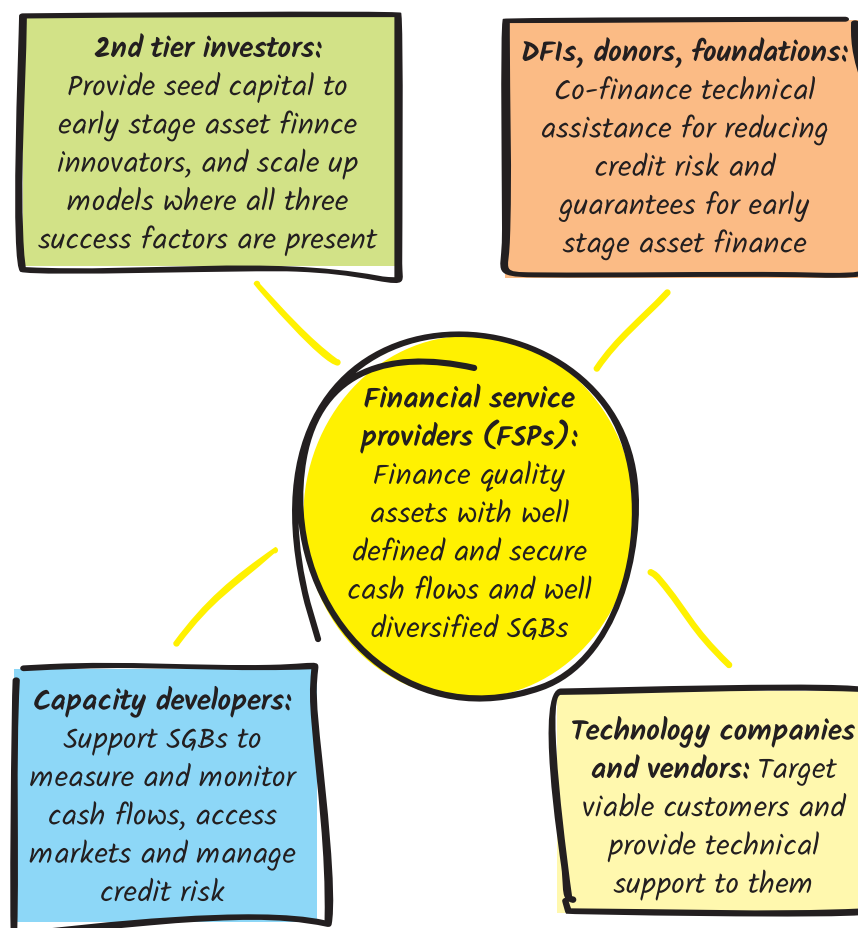 2nd tier investors:
Provide seed capital to
early stage asset finnce
innovators, and scale up
models where all three
success factors are present
DFIs, donors, foundations:
Co-finance technical
assistance for reducing
credit risk and
guarantees for early
stage asset finance
Financial service
providers (FSPs):
Finance quality
assets with well
defined and secure
cash flows and well
diversified SGBs
Capacity developers:
Support SGBs to
measure and monitor
cash flows, access
markets and manage
credit risk
Technology companies
and vendors: Target
viable customers and
provide technical
support to them